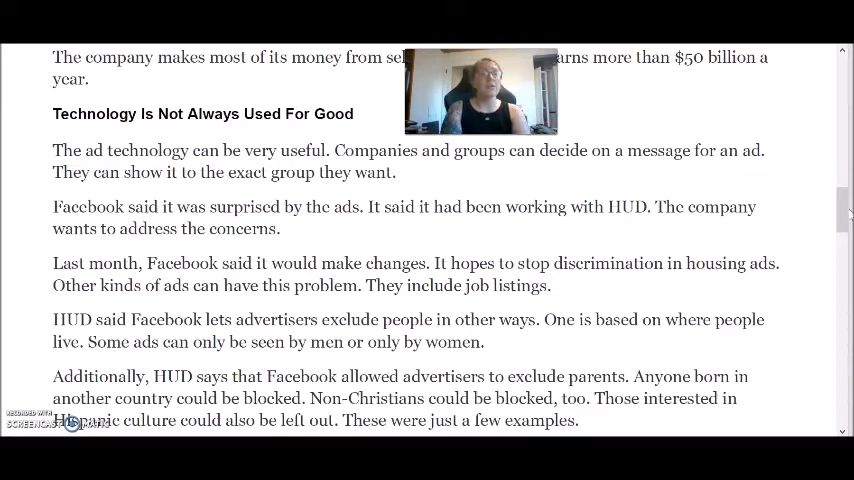 The company makes most of its money from sel arns more than $50 billion a
year.
Technology Is Not Always Used For Good
The ad technology can be very useful. Companies and groups can decide on a message for an ad.
They can show it to the exact group they want.
Facebook said it was surprised by the ads. It said it had been working with HUD. The company
wants to address the concerns.
Last month, Facebook said it would make changes. It hopes to stop discrimination in housing ads.
Other kinds of ads can have this problem. They include job listings.
HUD said Facebook lets advertisers exclude people in other ways. One is based on where people
live. Some ads can only be seen by men or only by women.
Additionally, HUD says that Facebook allowed advertisers to exclude parents. Anyone born in
another country could be blocked. Non-Christians could be blocked, too. Those interested in
RECORDED WITH
Hispanic culture could also be left out. These were just a few examples.
SCREENCAST MATIC